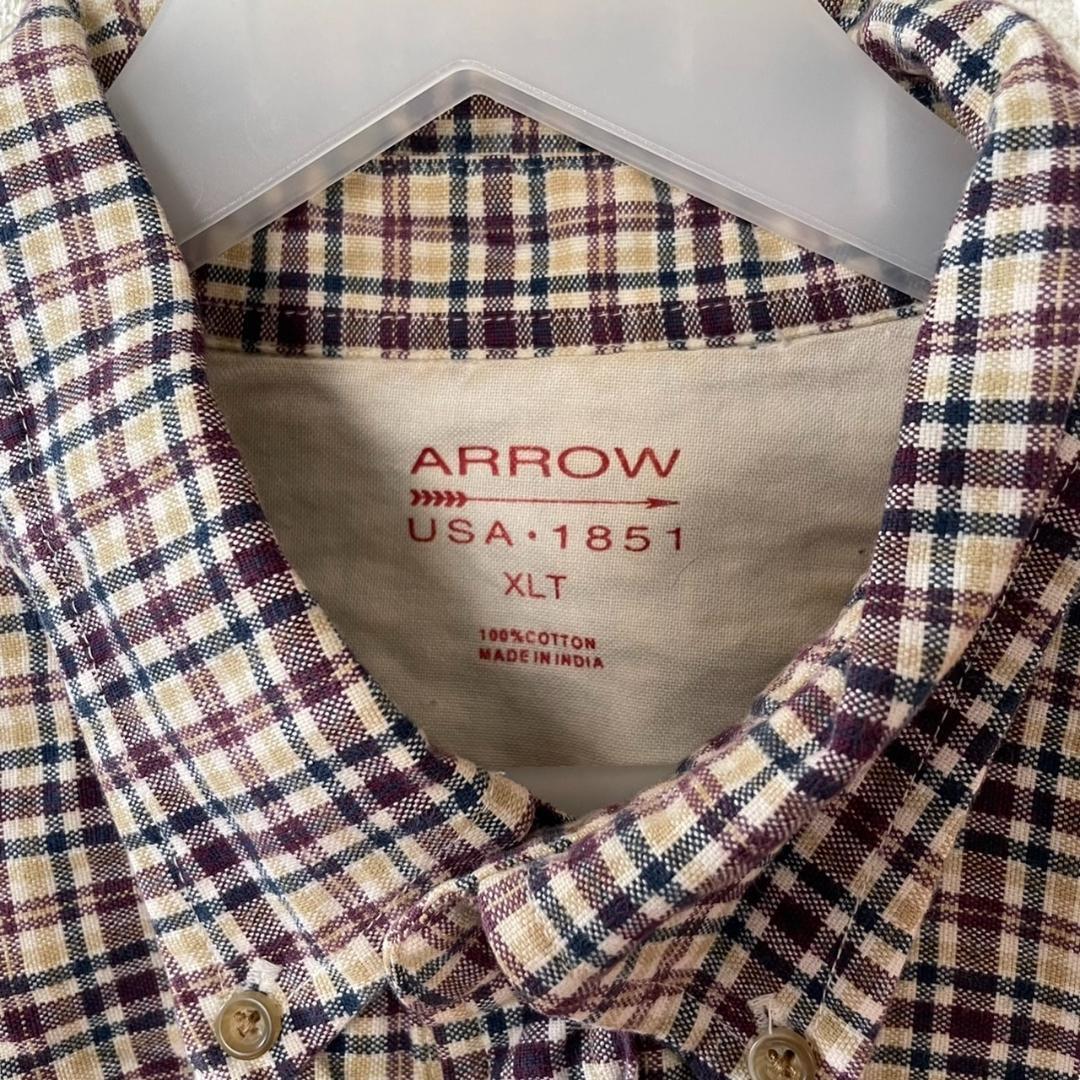 ARROW
USA·1851
XLT
100%COTTON
MADE IN INDIA